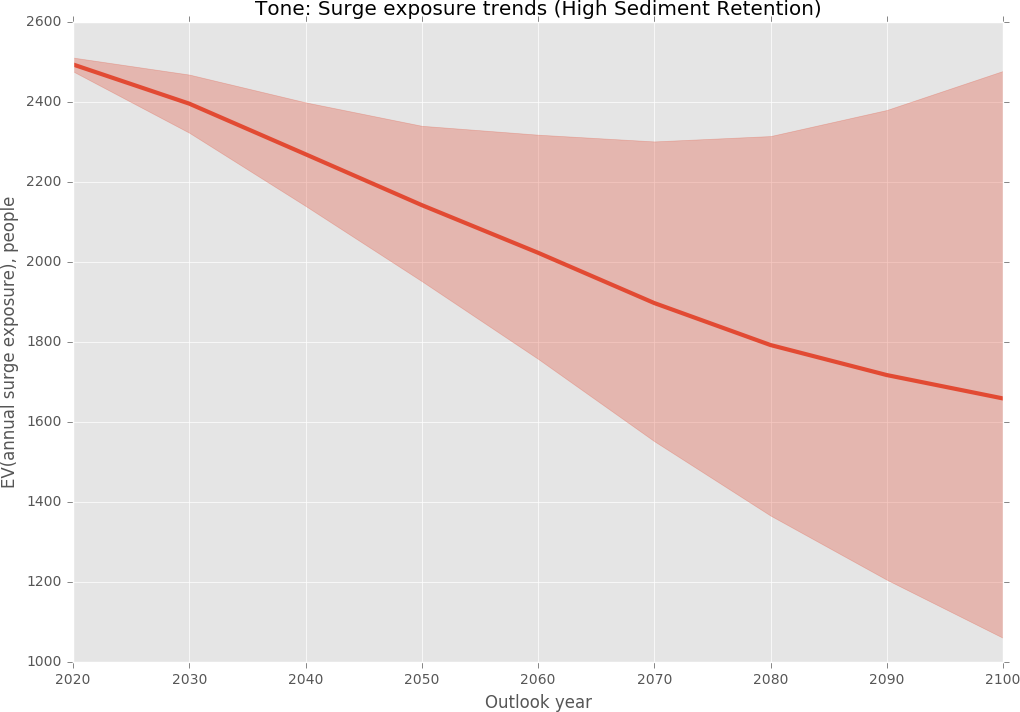 Tone: Surge exposure trends (High Sediment Retention)
EV(annual surge exposure), people
2600
2400
2200
2000
1800
1600
1400
1200
1000
2020 2030 2040 2050 2060 2070 2080 2090 2100
Outlook year